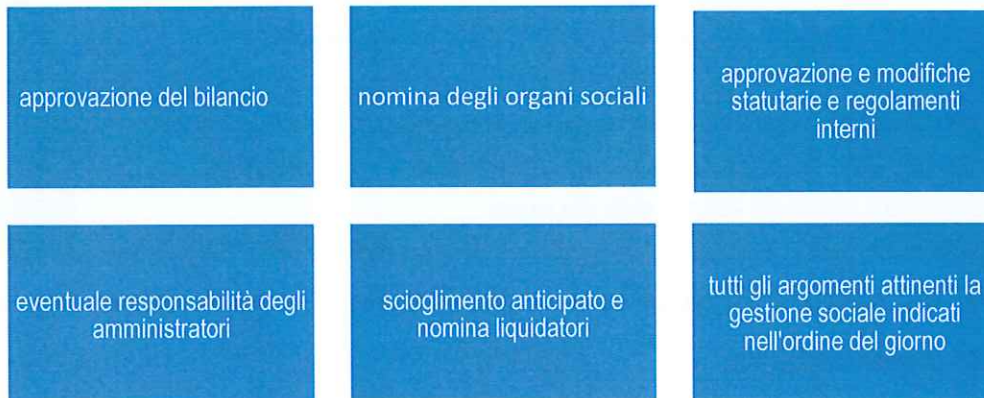 approvazione del bilancio
nomina degli organi sociali
approvazione e modifiche
statutarie e regolamenti
interni
eventuale responsabilità degli
amministratori
scioglimento anticipato e
nomina liquidatori
tutti gli argomenti attinenti la
gestione sociale indicati
nell'ordine del giorno